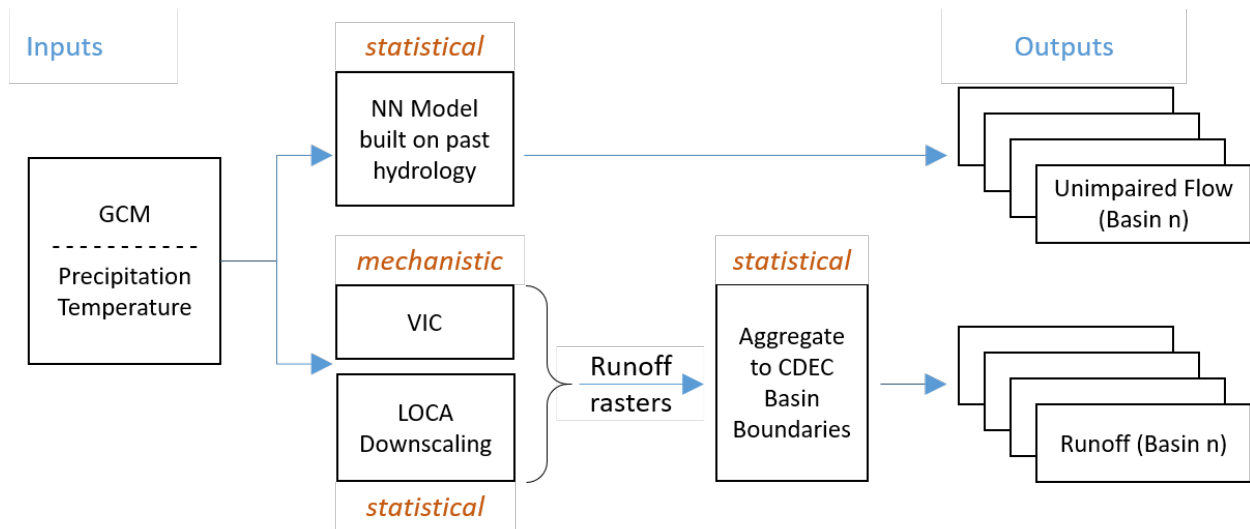 Inputs
statistical
Outputs
NN Model
built on past
hydrology
Unimpaired Flow
(Basin n)
GCM
Precipitation
Temperature
mechanistic
VIC
LOCA
Downscaling
statistical
Runoff
rasters
statistical
Aggregate
to CDEC
Basin
Boundaries
Runoff (Basin n)